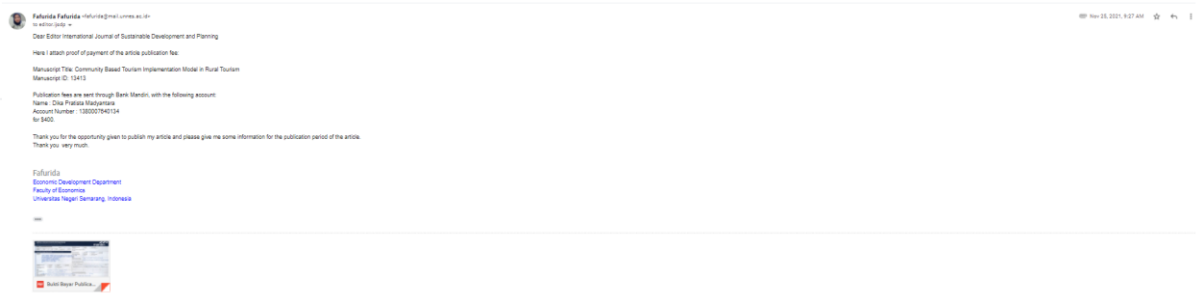 Fafurida Fafurida <fafurida@mail.unnes.ac.id>
to editor.ijsdp
Nov 25, 2021, 9:27 AM
Dear Editor International Journal of Sustainable Development and Planning
Here I attach proof of payment of the article publication fee:
Manuscript Title: Community Based Tourism Implementation Model in Rural Tourism
Manuscript ID: 13413
Publication fees are sent through Bank Mandiri, with the following account:
Name : Dika Pratista Madyantara
Account Number : 1380007640134
for $400.
Thank you for the opportunity given to publish my article and please give me some information for the publication period of the article.
Thank you very much.
Fafurida
Economic Development Department
Faculty of Economics
Universitas Negeri Semarang, Indonesia
Bukti Bayar Publica...